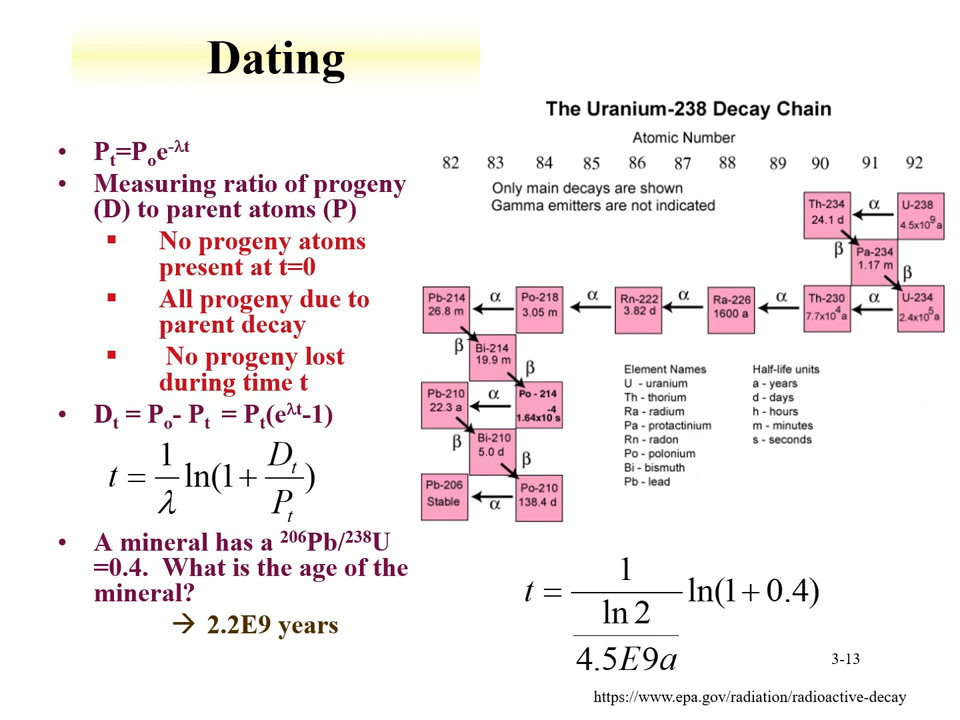 Dating
• Pₜ=Pₒe^-λt
• Measuring ratio of progeny
(D) to parent atoms (P)
▪ No progeny atoms
present at t=0
▪ All progeny due to
parent decay
▪ No progeny lost
during time t
• Dₜ = Pₒ- Pₜ = Pₜ(e^λt-1)
t = 1/λ ln(1 + Dₜ/Pₜ)
• A mineral has a ²⁰⁶Pb/²³⁸U
=0.4. What is the age of the
mineral?
→ 2.2E9 years
The Uranium-238 Decay Chain
Atomic Number
82 83 84 85 86 87 88 89 90 91 92
Only main decays are shown
Gamma emitters are not indicated
Th-234 α U-238
24.1 d 4.5x10⁹ a
β Pa-234
1.17 m β
Pb-214 α Po-218 α Rn-222 α Ra-226 α Th-230 α U-234
26.8 m 3.05 m 3.82 d 1600 a 7.7x10⁴ a 2.4x10⁵ a
β Bi-214
19.9 m β
Pb-210 α Po - 214
22.3 a 1.64x10⁻⁴ s
β Bi-210
5.0 d β
Pb-206 α Po-210
Stable 138.4 d
Element Names
U - uranium
Th - thorium
Ra - radium
Pa - protactinium
Rn - radon
Po - polonium
Bi - bismuth
Pb - lead
Half-life units
a - years
d - days
h - hours
m - minutes
s - seconds
t = 1/(ln 2/4.5E9a) ln(1 + 0.4)
3-13
https://www.epa.gov/radiation/radioactive-decay